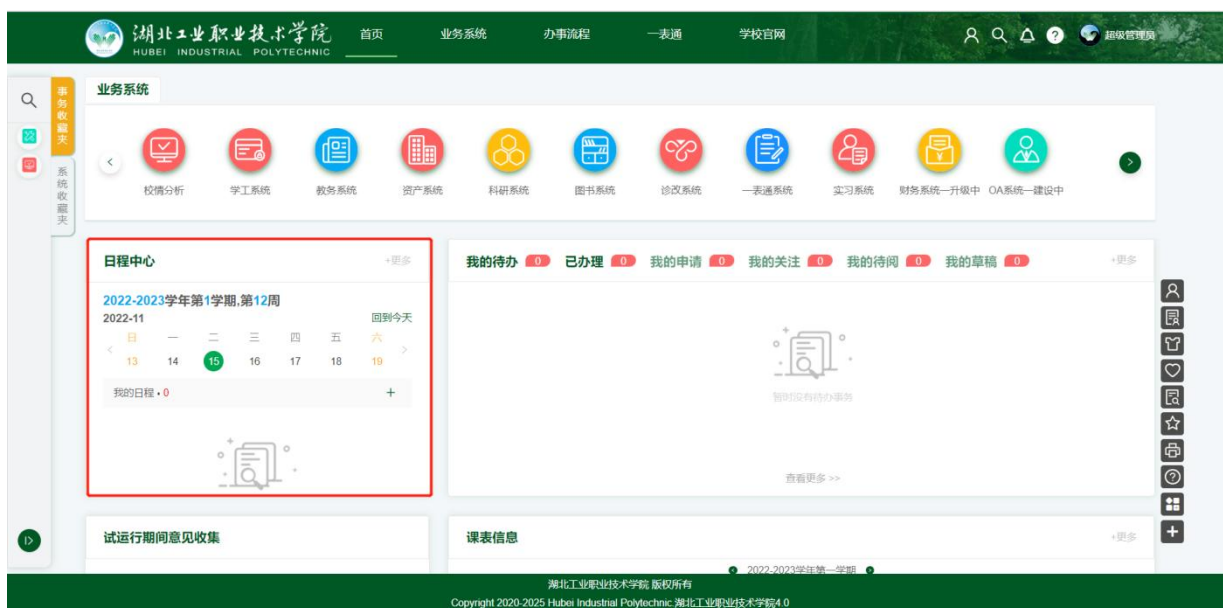 湖北工业职业技术学院
HUBEI INDUSTRIAL POLYTECHNIC
首页 业务系统 办事流程 一表通 学校官网 超级管理员
事务收藏夹
系统收藏夹
业务系统
校情分析 学工系统 教务系统 资产系统 科研系统 图书系统 诊改系统 一表通系统 实习系统 财务系统—升级中 OA系统—建设中
日程中心 +更多
2022-2023学年第1学期,第12周
2022-11 回到今天
日 一 二 三 四 五 六
13 14 15 16 17 18 19
我的日程 • 0 +
我的待办 0 已办理 0 我的申请 0 我的关注 0 我的待阅 0 我的草稿 0 +更多
暂时没有待办事务
查看更多 >>
试运行期间意见收集
课表信息 +更多
2022-2023学年第一学期
湖北工业职业技术学院 版权所有
Copyright 2020-2025 Hubei Industrial Polytechnic 湖北工业职业技术学院4.0